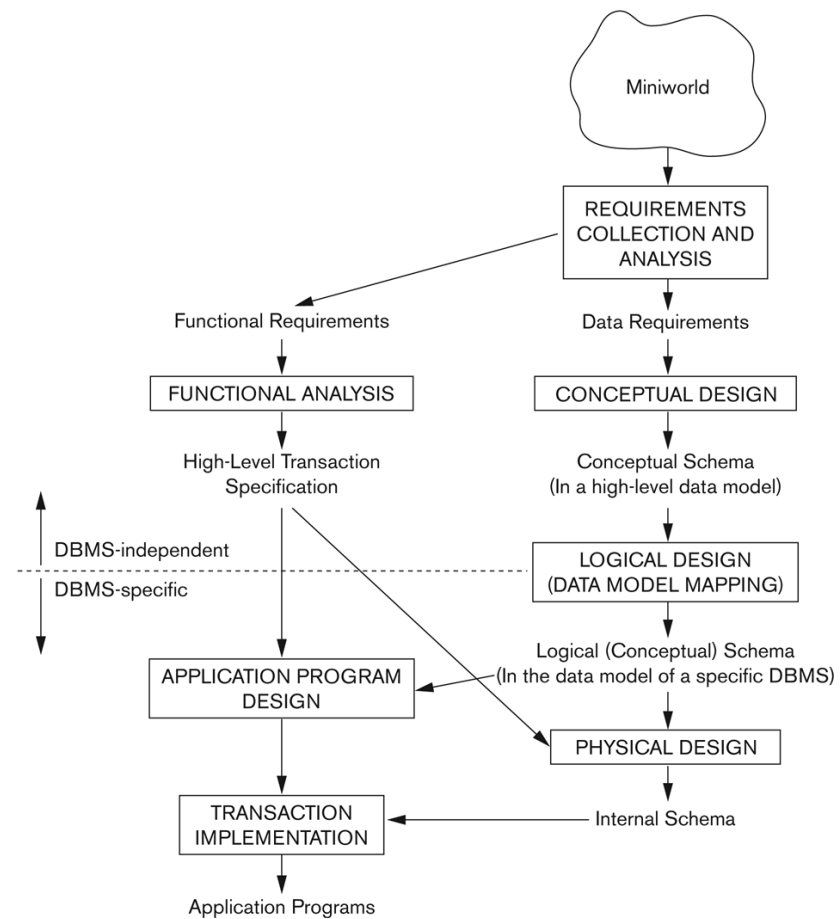 Miniworld
REQUIREMENTS
COLLECTION AND
ANALYSIS
Functional Requirements
Data Requirements
FUNCTIONAL ANALYSIS
CONCEPTUAL DESIGN
High-Level Transaction
Specification
Conceptual Schema
(In a high-level data model)
DBMS-independent
DBMS-specific
LOGICAL DESIGN
(DATA MODEL MAPPING)
Logical (Conceptual) Schema
(In the data model of a specific DBMS)
APPLICATION PROGRAM
DESIGN
PHYSICAL DESIGN
TRANSACTION
IMPLEMENTATION
Internal Schema
Application Programs